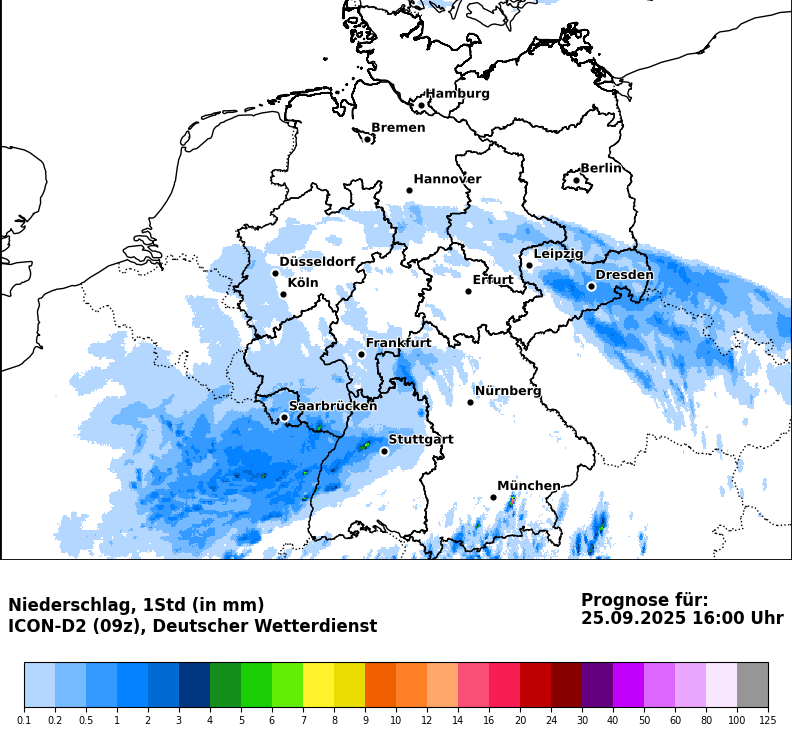 Hamburg
Bremen
Berlin
Hannover
Leipzig
Düsseldorf
Dresden
Köln
Erfurt
Frankfurt
Nürnberg
Saarbrücken
Stuttgart
München
Niederschlag, 1Std (in mm)
ICON-D2 (09z), Deutscher Wetterdienst
Prognose für:
25.09.2025 16:00 Uhr
0.1 0.2 0.5 1 2 3 4 5 6 7 8 9 10 12 14 16 20 24 30 40 50 60 80 100 125